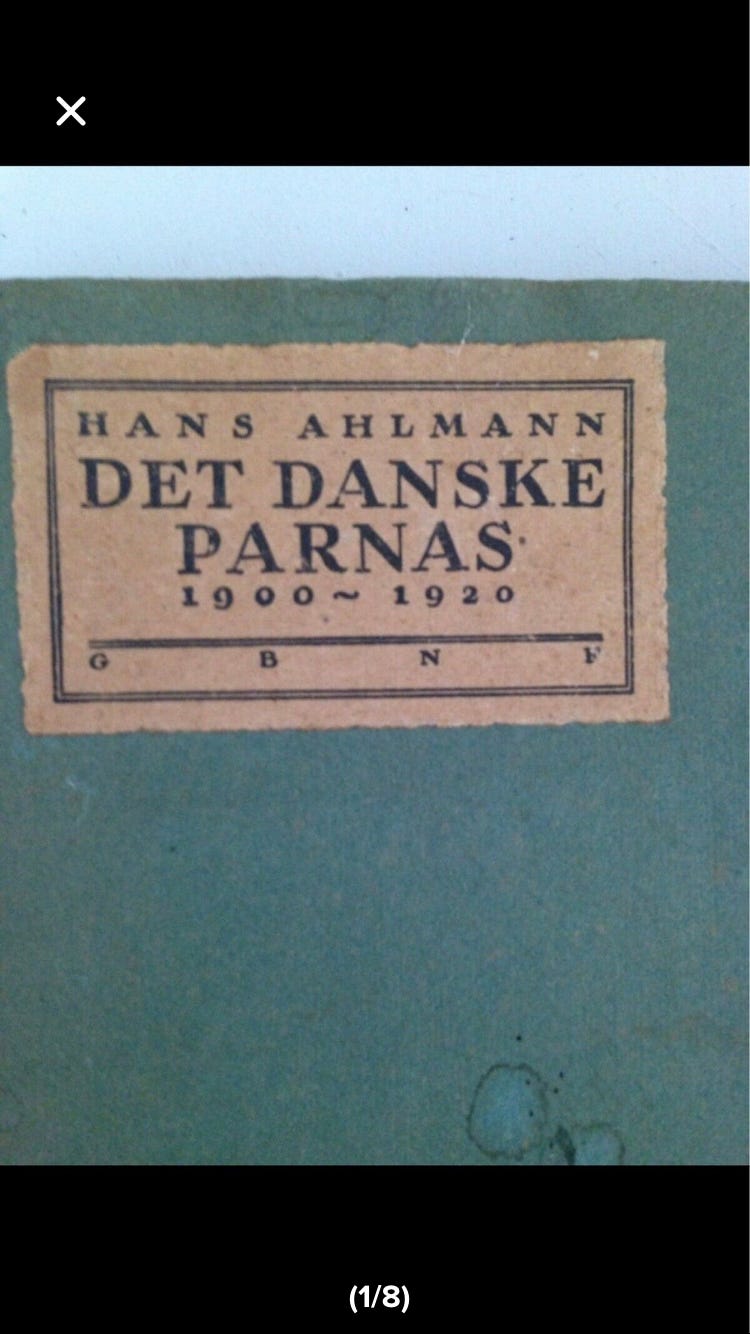 HANS AHLMANN
DET DANSKE
PARNAS
1900~1920
G B N F
(1/8)